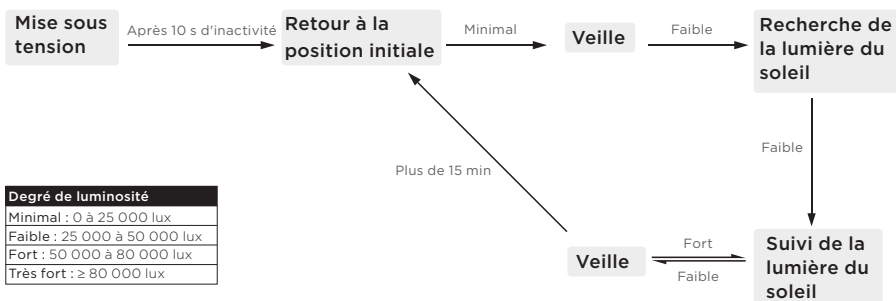 Mise sous
tension
Après 10 s d'inactivité
Retour à la
position initiale
Minimal
Veille
Faible
Recherche de
la lumière du
soleil
Plus de 15 min
Faible
Degré de luminosité
Minimal : 0 à 25 000 lux
Faible : 25 000 à 50 000 lux
Fort : 50 000 à 80 000 lux
Très fort : ≥ 80 000 lux
Veille
Fort
Faible
Suivi de la
lumière du
soleil